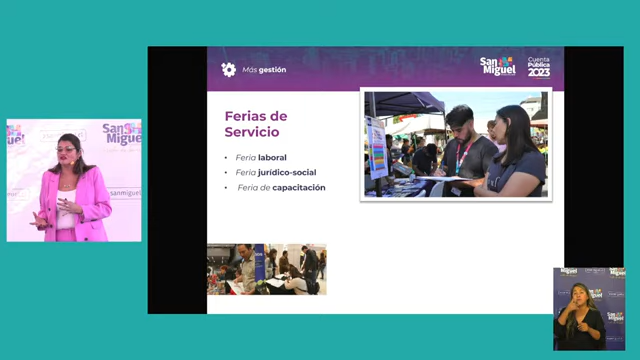 Más gestión
San
Miguel
Cuenta
Pública
2023
Ferias de
Servicio
• Feria laboral
• Feria jurídico-social
• Feria de capacitación
San
Miguel
sanmiguel
San
Miguel